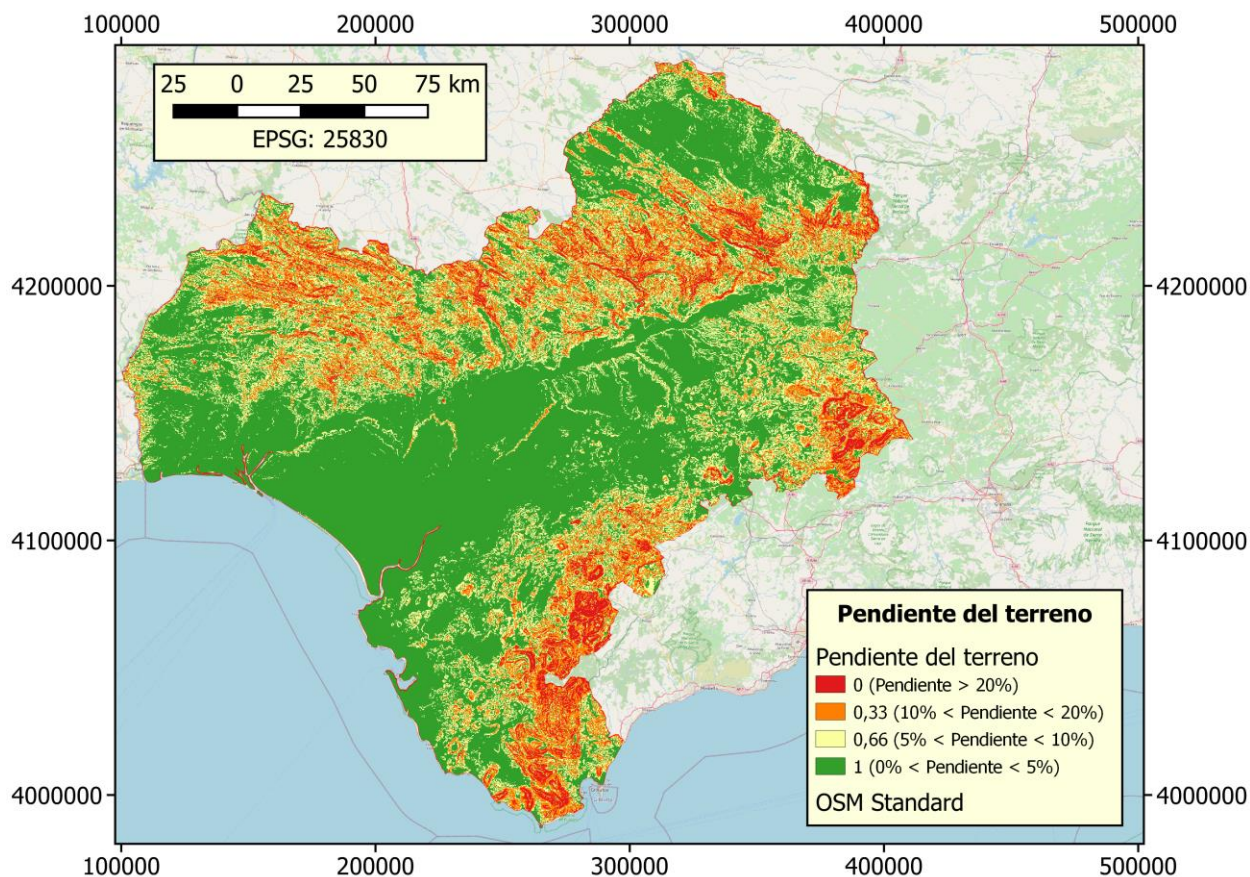 100000 200000 300000 400000 500000
25 0 25 50 75 km
EPSG: 25830
4200000 4200000
4100000 4100000
Pendiente del terreno
Pendiente del terreno
0 (Pendiente > 20%)
0,33 (10% < Pendiente < 20%)
0,66 (5% < Pendiente < 10%)
1 (0% < Pendiente < 5%)
OSM Standard
4000000 4000000
100000 200000 300000 400000 500000